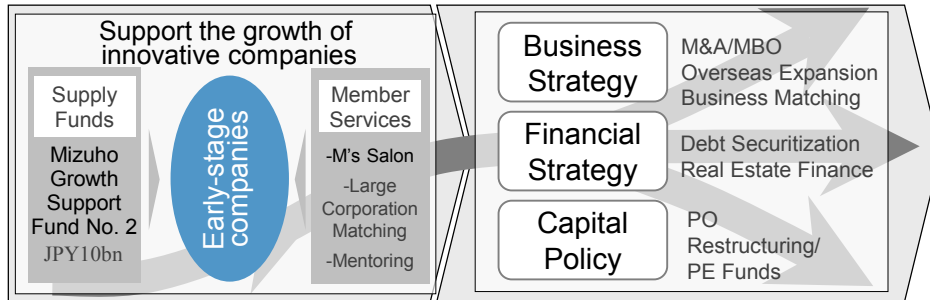 Support the growth of
innovative companies
Supply
Funds
Mizuho
Growth
Support
Fund No. 2
JPY10bn
Early-stage
companies
Member
Services
-M's Salon
-Large
Corporation
Matching
-Mentoring
Business
Strategy
M&A/MBO
Overseas Expansion
Business Matching
Financial
Strategy
Debt Securitization
Real Estate Finance
Capital
Policy
PO
Restructuring/
PE Funds